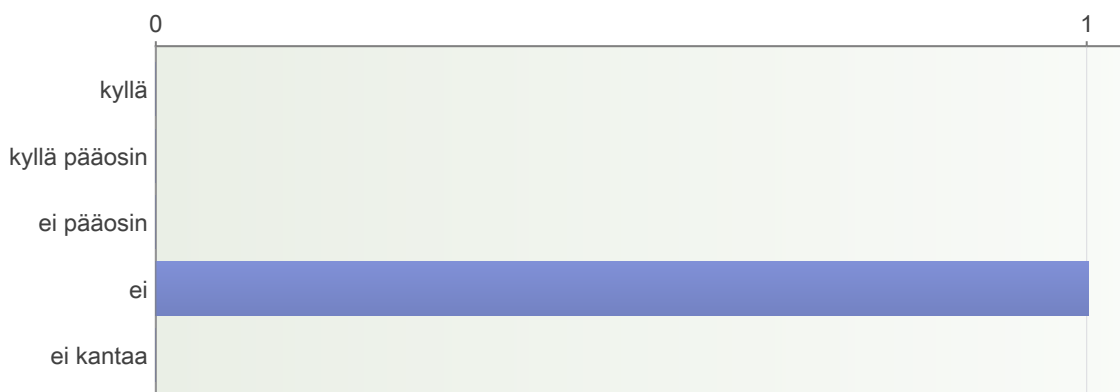 0 1
kyllä
kyllä pääosin
ei pääosin
ei
ei kantaa